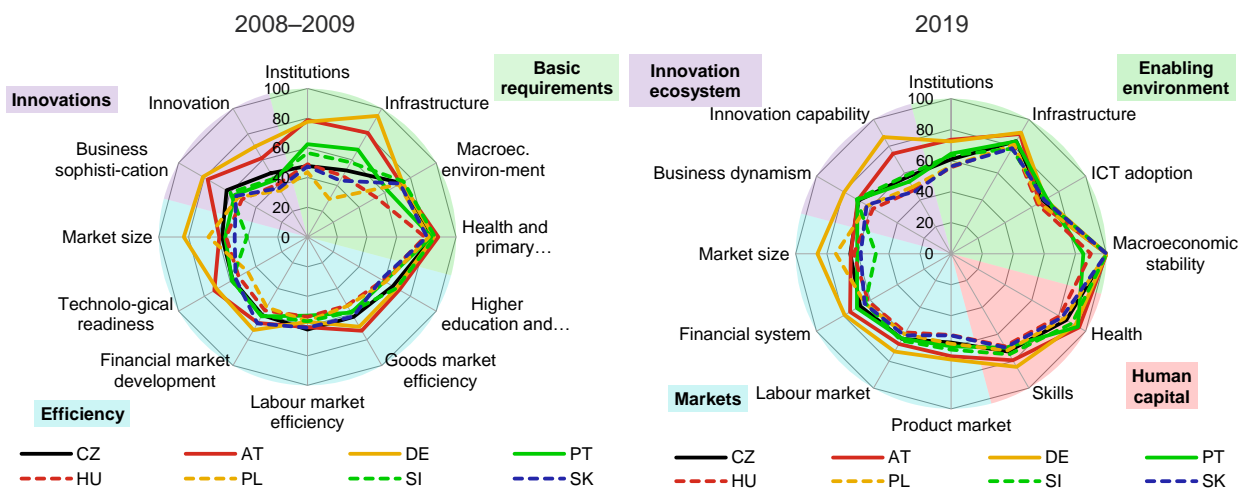 2008–2009
Innovations
Basic
requirements
Institutions
Infrastructure
Macroec.
environ-ment
Health and
primary…
Higher
education and…
Goods market
efficiency
Labour market
efficiency
Financial market
development
Technolo-gical
readiness
Market size
Business
sophisti-cation
Innovation
100
80
60
40
20
0
Efficiency
CZ
AT
DE
PT
HU
PL
SI
SK
2019
Innovation
ecosystem
Enabling
environment
Institutions
Infrastructure
ICT adoption
Macroeconomic
stability
Health
Skills
Product market
Labour market
Financial system
Market size
Business dynamism
Innovation capability
100
80
60
40
20
0
Markets
Human
capital
CZ
AT
DE
PT
HU
PL
SI
SK